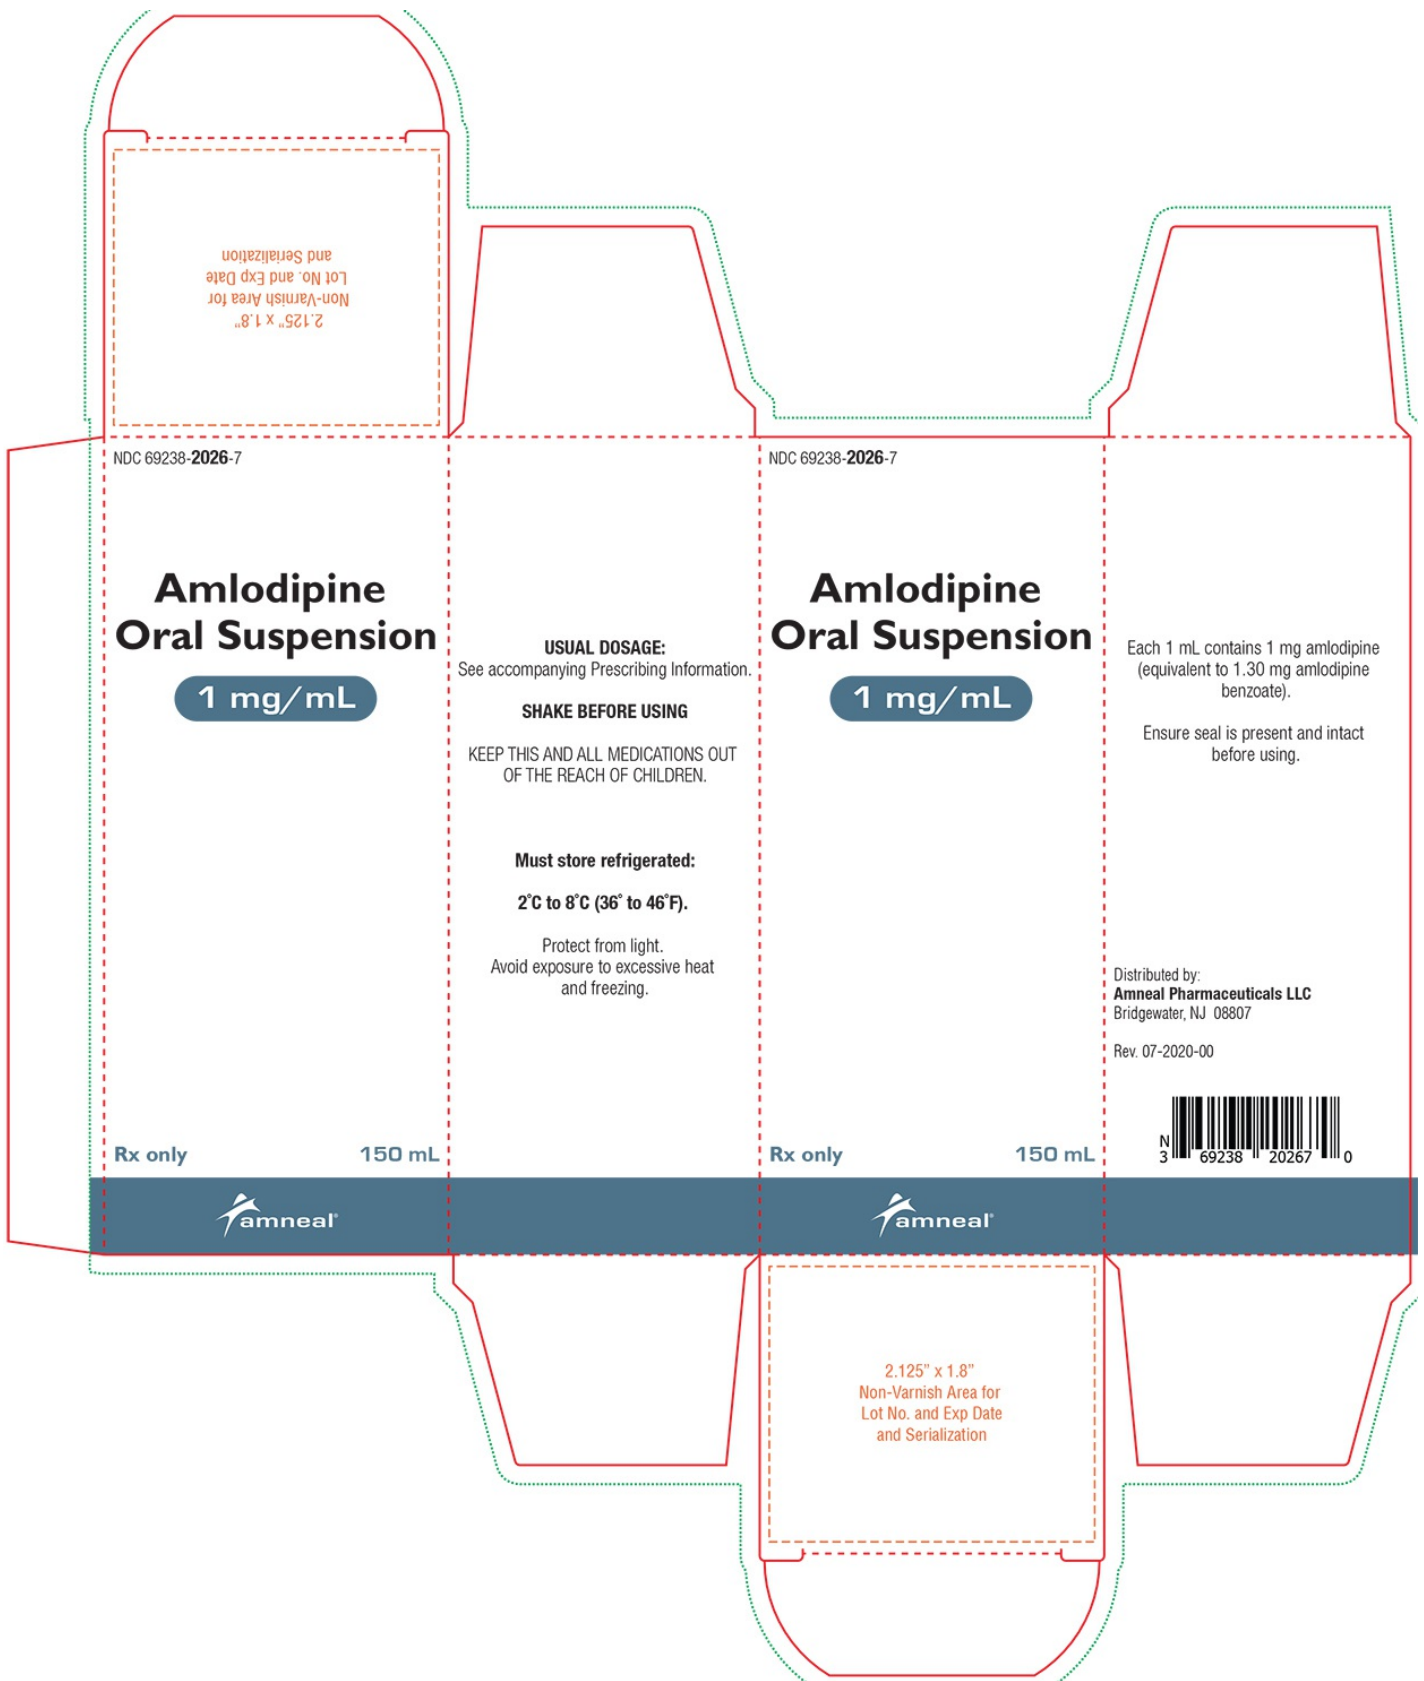 2.125” x 1.8”
Non-Varnish Area for
Lot No. and Exp Date
and Serialization
NDC 69238-2026-7
Amlodipine
Oral Suspension
1 mg/mL
Rx only 150 mL
amneal®
USUAL DOSAGE:
See accompanying Prescribing Information.
SHAKE BEFORE USING
KEEP THIS AND ALL MEDICATIONS OUT
OF THE REACH OF CHILDREN.
Must store refrigerated:
2˚C to 8˚C (36˚ to 46˚F).
Protect from light.
Avoid exposure to excessive heat
and freezing.
NDC 69238-2026-7
Amlodipine
Oral Suspension
1 mg/mL
Rx only 150 mL
amneal®
Each 1 mL contains 1 mg amlodipine
(equivalent to 1.30 mg amlodipine
benzoate).
Ensure seal is present and intact
before using.
Distributed by:
Amneal Pharmaceuticals LLC
Bridgewater, NJ 08807
Rev. 07-2020-00
N
3 69238 20267 0
2.125” x 1.8”
Non-Varnish Area for
Lot No. and Exp Date
and Serialization